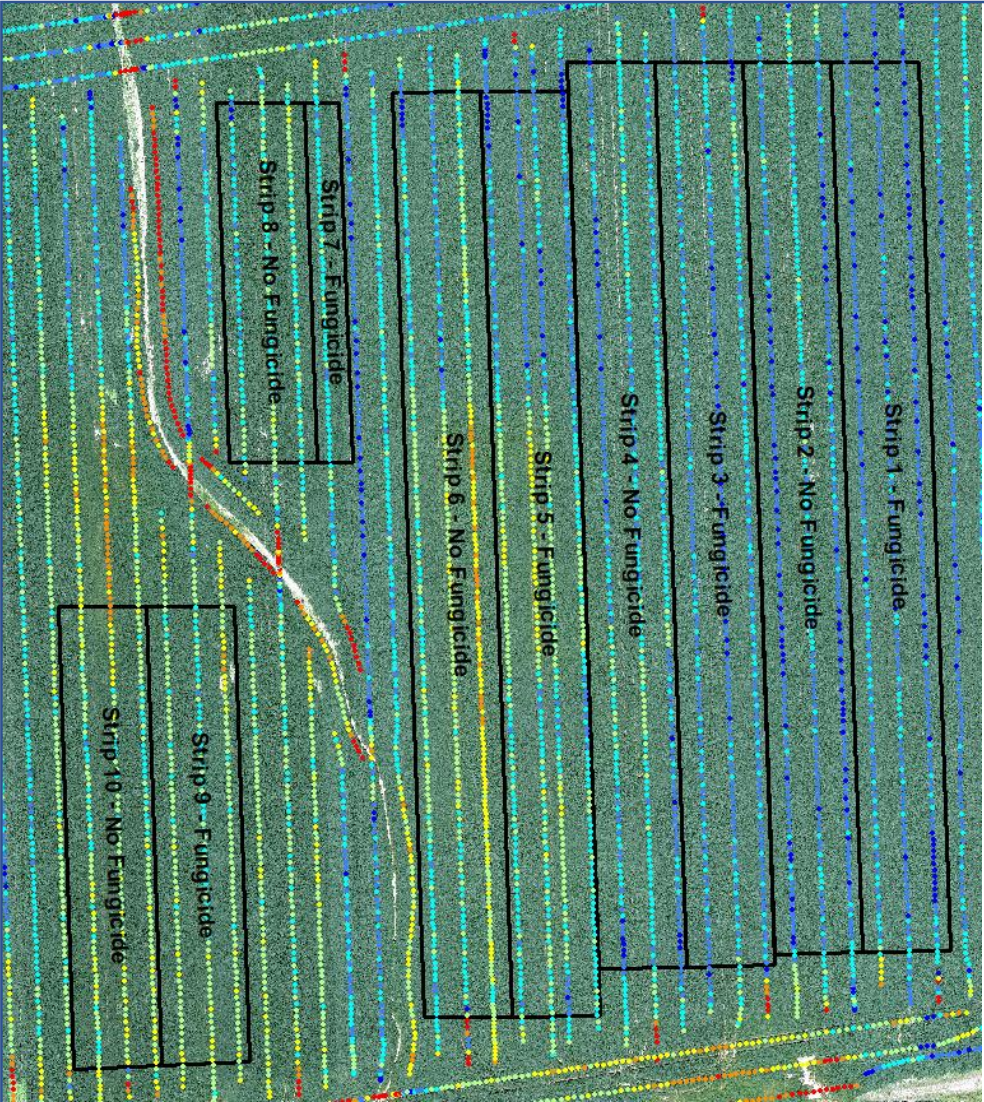 Strip 1 - Fungicide
Strip 2 - No Fungicide
Strip 3 - Fungicide
Strip 4 - No Fungicide
Strip 5 - Fungicide
Strip 6 - No Fungicide
Strip 7 - Fungicide
Strip 8 - No Fungicide
Strip 9 - Fungicide
Strip 10 - No Fungicide